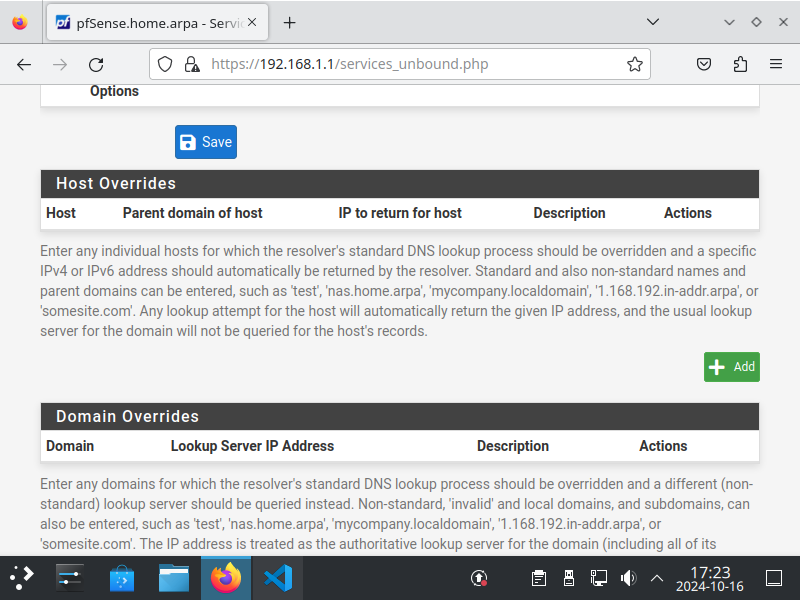 pfSense.home.arpa - Servi
https://192.168.1.1/services_unbound.php
Options
Save
Host Overrides
Host Parent domain of host IP to return for host Description Actions
Enter any individual hosts for which the resolver's standard DNS lookup process should be overridden and a specific
IPv4 or IPv6 address should automatically be returned by the resolver. Standard and also non-standard names and
parent domains can be entered, such as 'test', 'nas.home.arpa', 'mycompany.localdomain', '1.168.192.in-addr.arpa', or
'somesite.com'. Any lookup attempt for the host will automatically return the given IP address, and the usual lookup
server for the domain will not be queried for the host's records.
Add
Domain Overrides
Domain Lookup Server IP Address Description Actions
Enter any domains for which the resolver's standard DNS lookup process should be overridden and a different (non-
standard) lookup server should be queried instead. Non-standard, 'invalid' and local domains, and subdomains, can
also be entered, such as 'test', 'nas.home.arpa', 'mycompany.localdomain', '1.168.192.in-addr.arpa', or
'somesite.com'. The IP address is treated as the authoritative lookup server for the domain (including all of its
17:23
2024-10-16